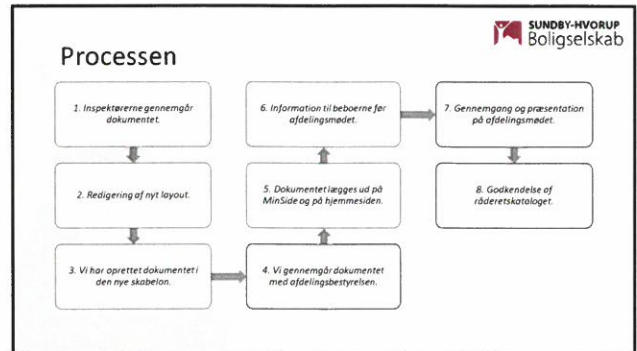 SUNDBY-HVORUP
Boligselskab
Processen
1. Inspektørerne gennemgår
dokumentet.
2. Redigering af nyt layout.
3. Vi har oprettet dokumentet i
den nye skabelon.
4. Vi gennemgår dokumentet
med afdelingsbestyrelsen.
5. Dokumentet lægges ud på
MinSide og på hjemmesiden.
6. Information til beboerne før
afdelingsmødet.
7. Gennemgang og præsentation
på afdelingsmødet.
8. Godkendelse af
råderetskataloget.